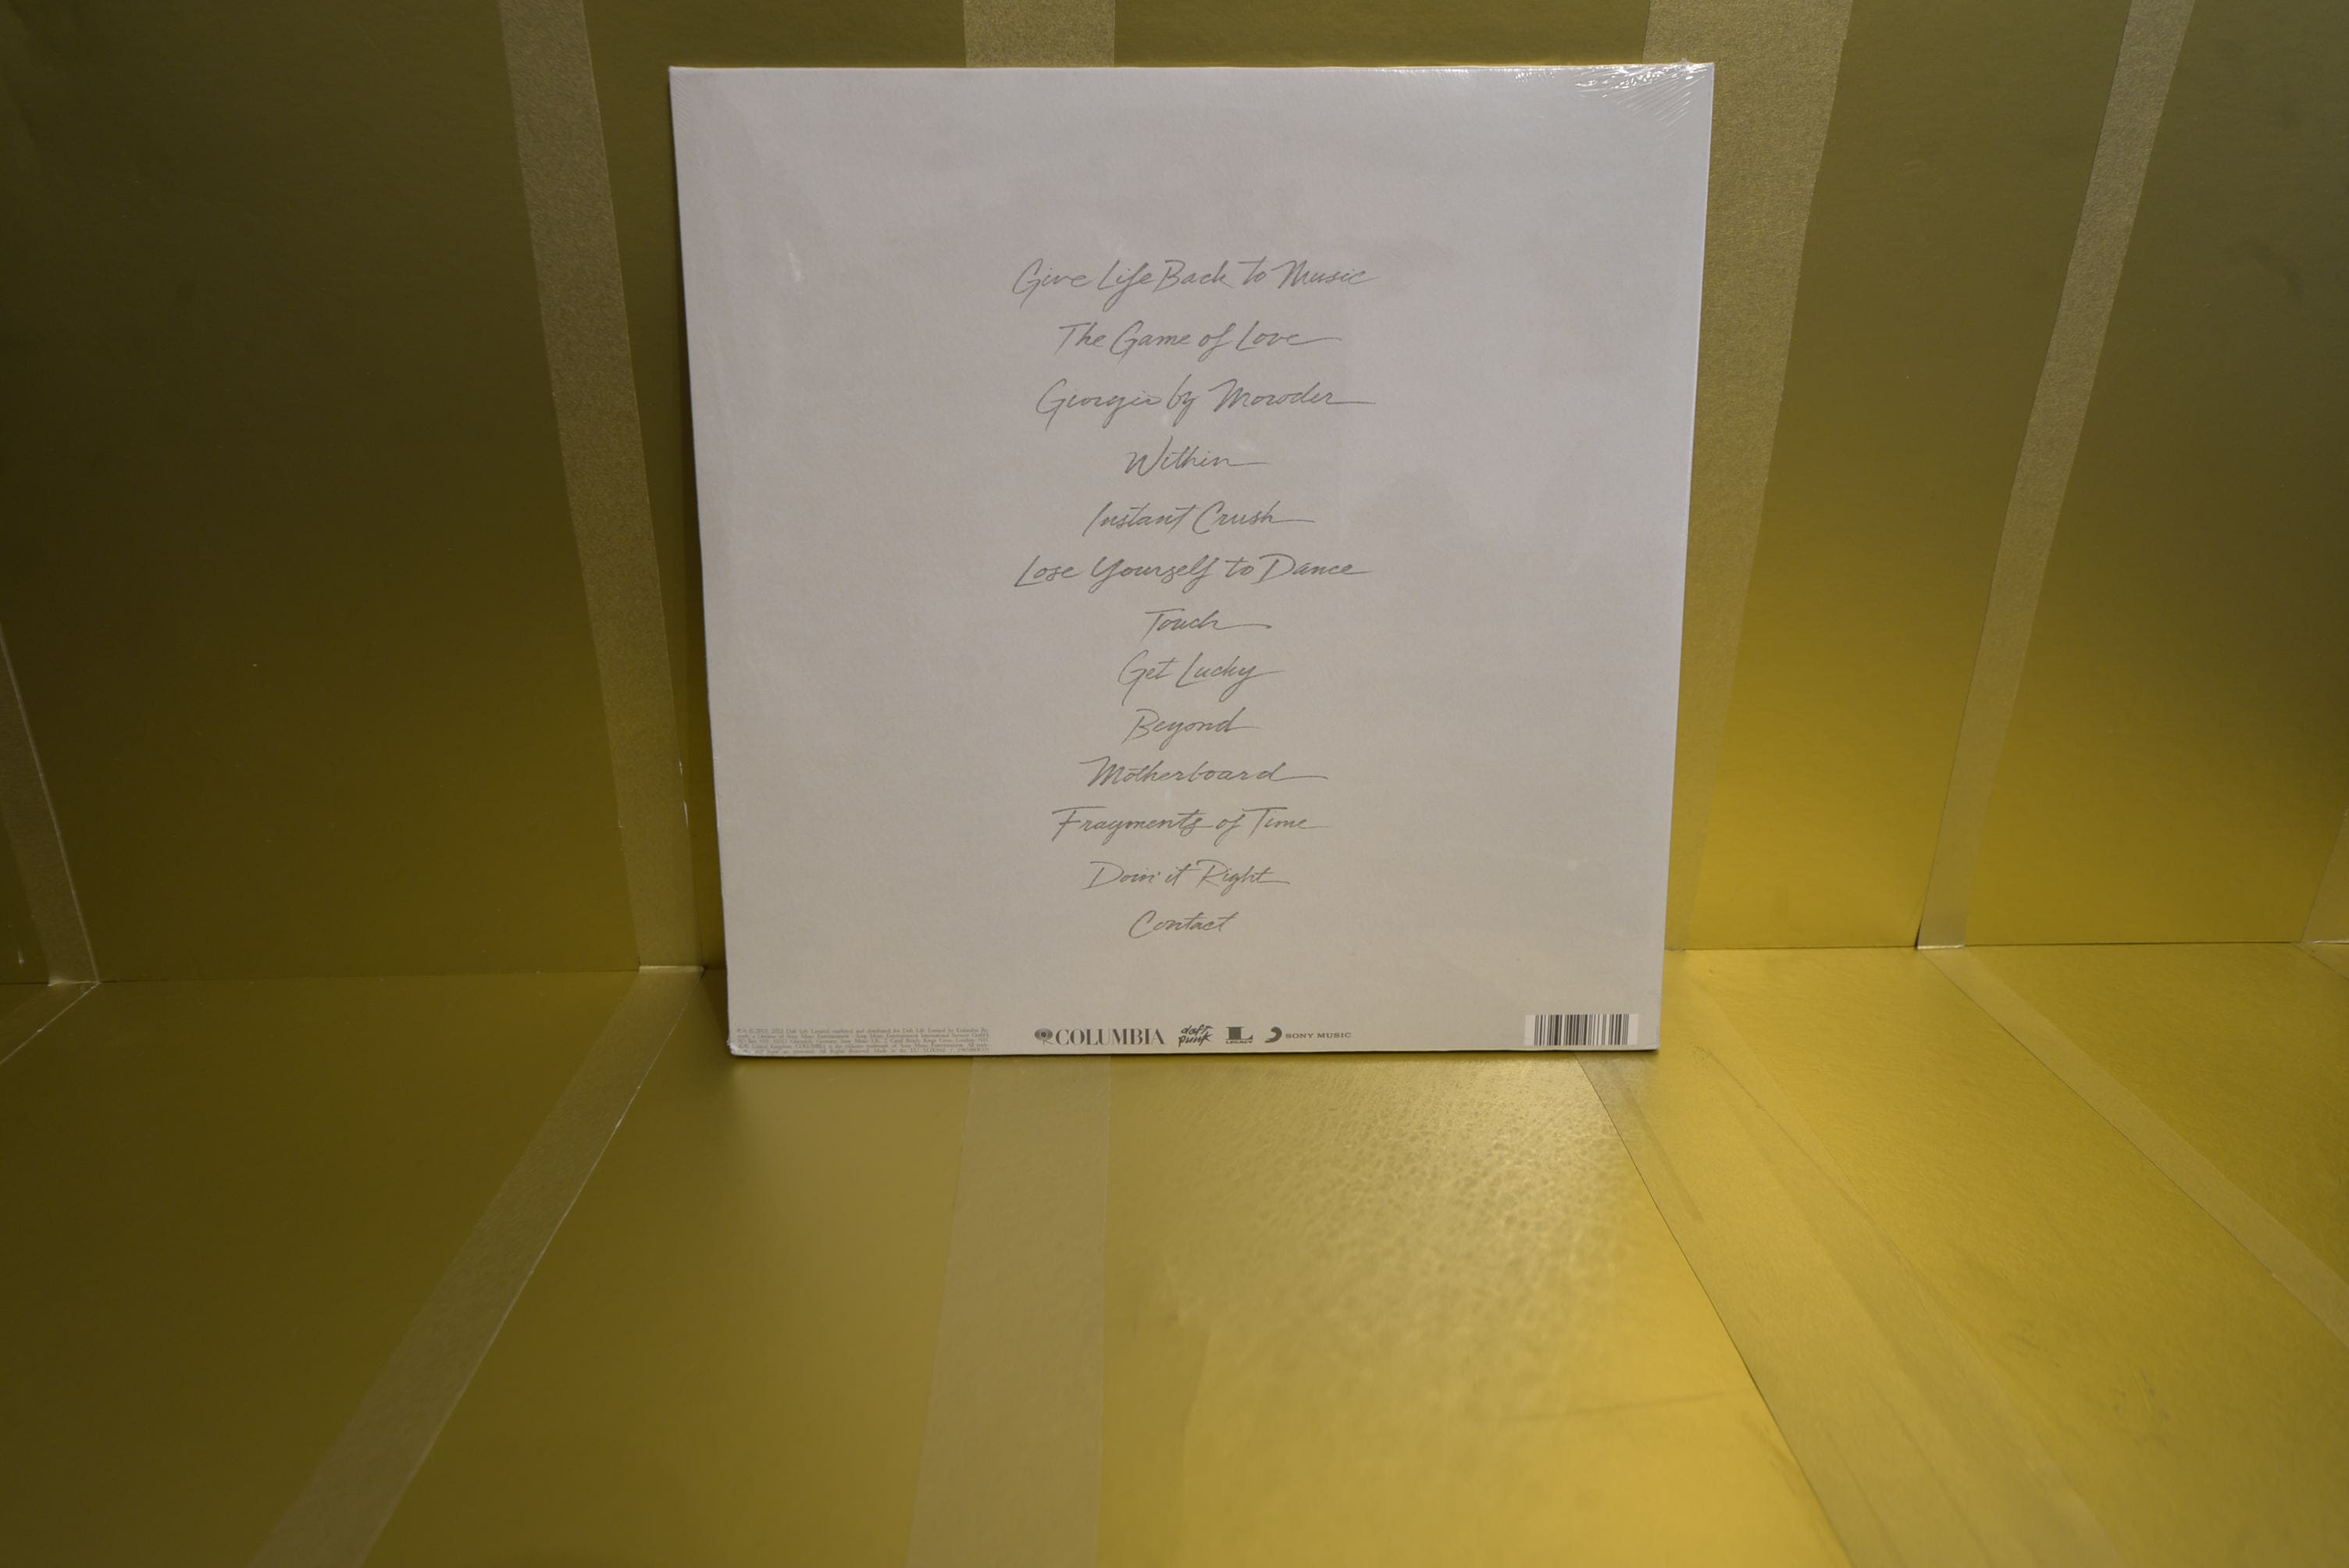 Give Life Back to Music
The Game of Love
Giorgio by Moroder
Within
Instant Crush
Lose Yourself to Dance
Touch
Get Lucky
Beyond
Motherboard
Fragments of Time
Doin' it Right
Contact
COLUMBIA daft punk L LEGACY SONY MUSIC